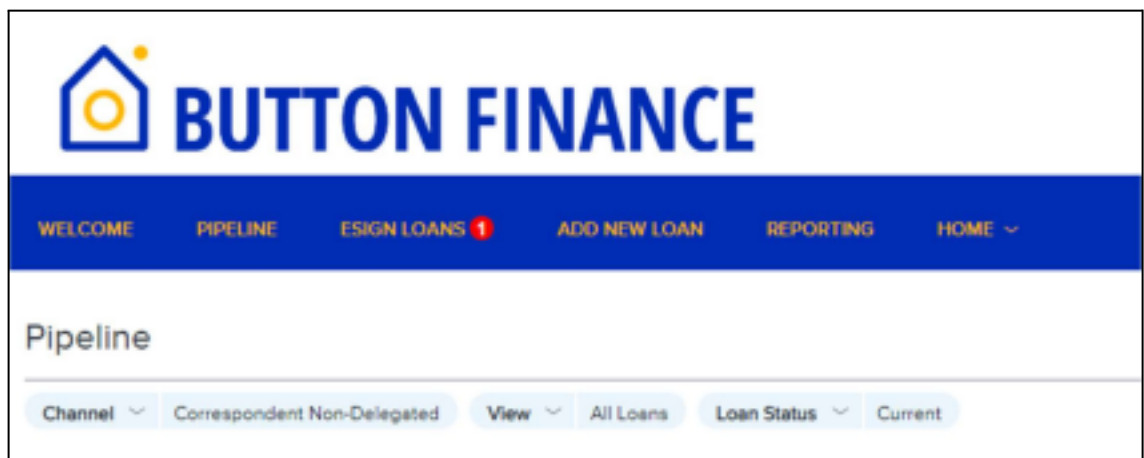 BUTTON FINANCE
WELCOME PIPELINE ESIGN LOANS 1 ADD NEW LOAN REPORTING HOME
Pipeline
Channel Correspondent Non-Delegated View All Loans Loan Status Current